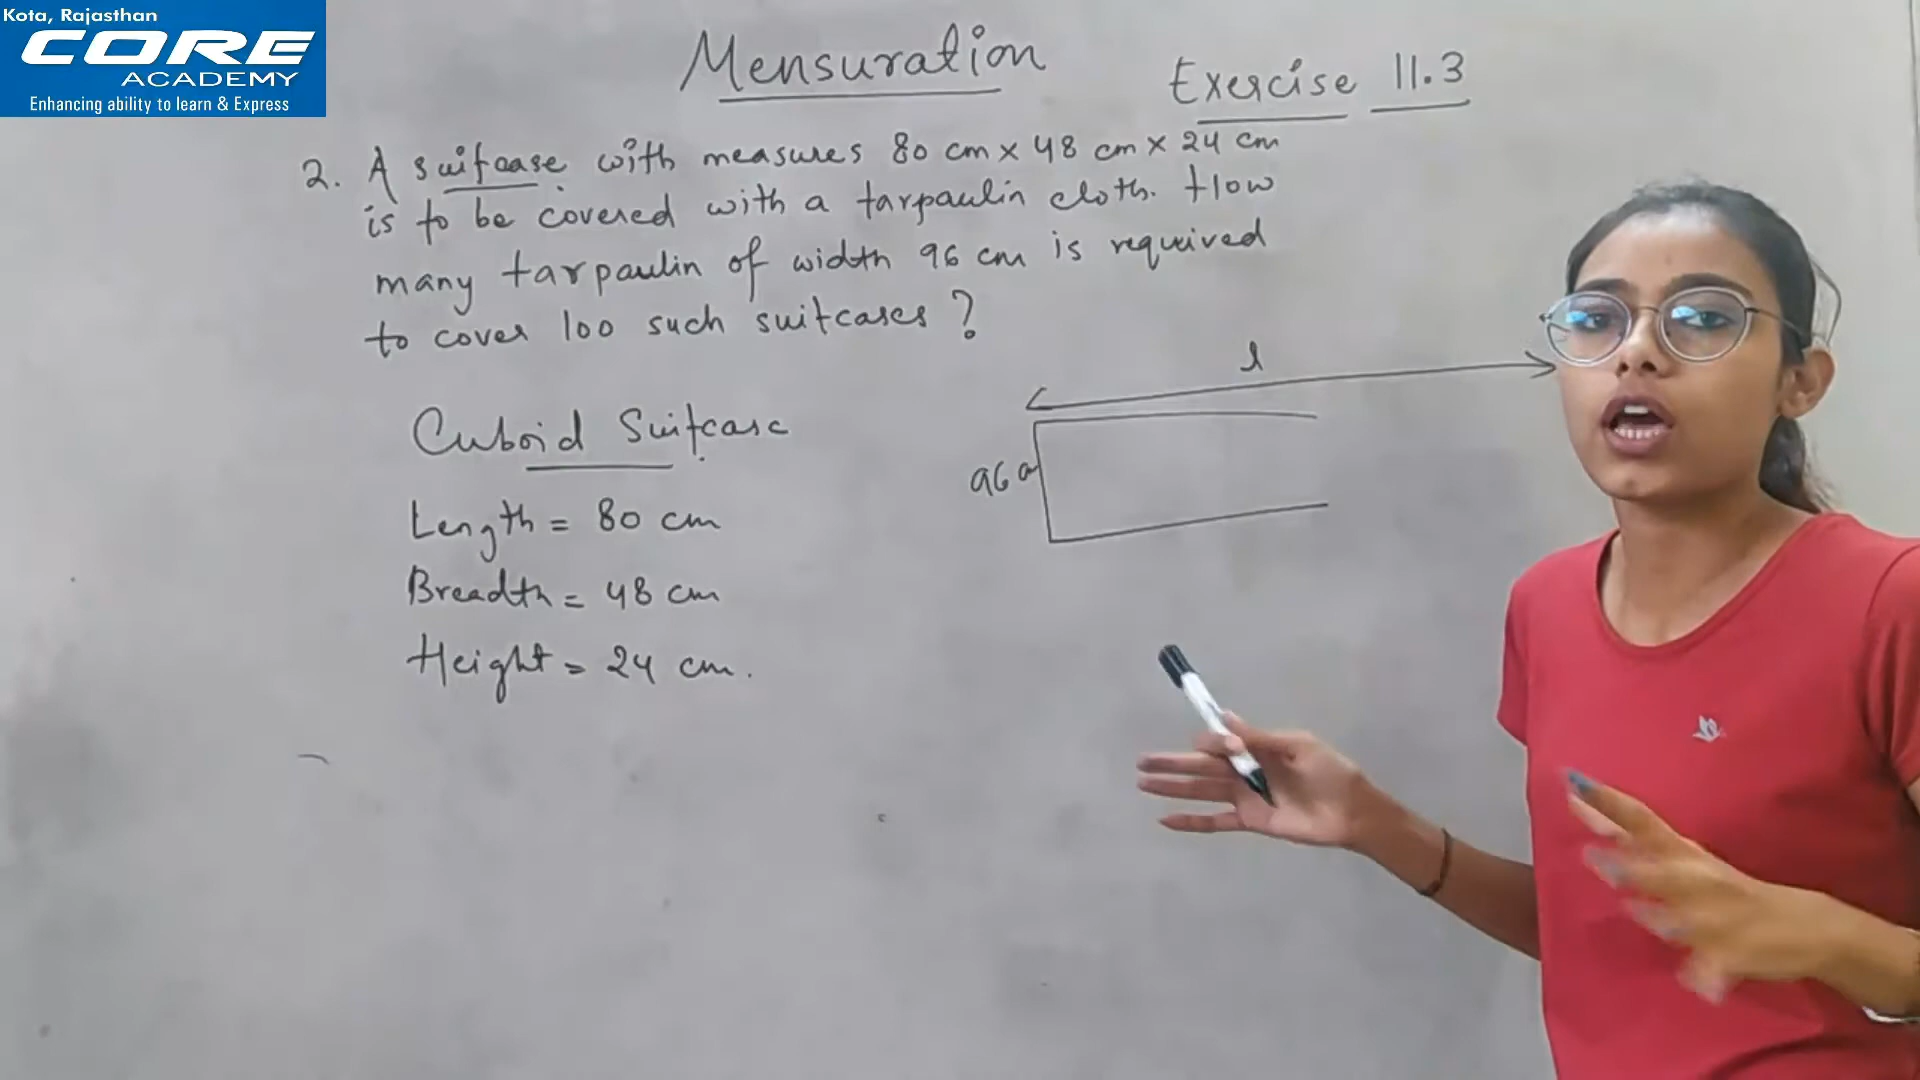 Kota, Rajasthan
CORE
ACADEMY
Enhancing ability to learn & Express
Mensuration
Exercise 11.3
2. A suitcase with measures 80 cm x 48 cm x 24 cm
is to be covered with a tarpaulin cloth. How
many tarpaulin of width 96 cm is required
to cover 100 such suitcases ?
l
Cuboid Suitcase
96
Length = 80 cm
Breadth = 48 cm
Height = 24 cm.